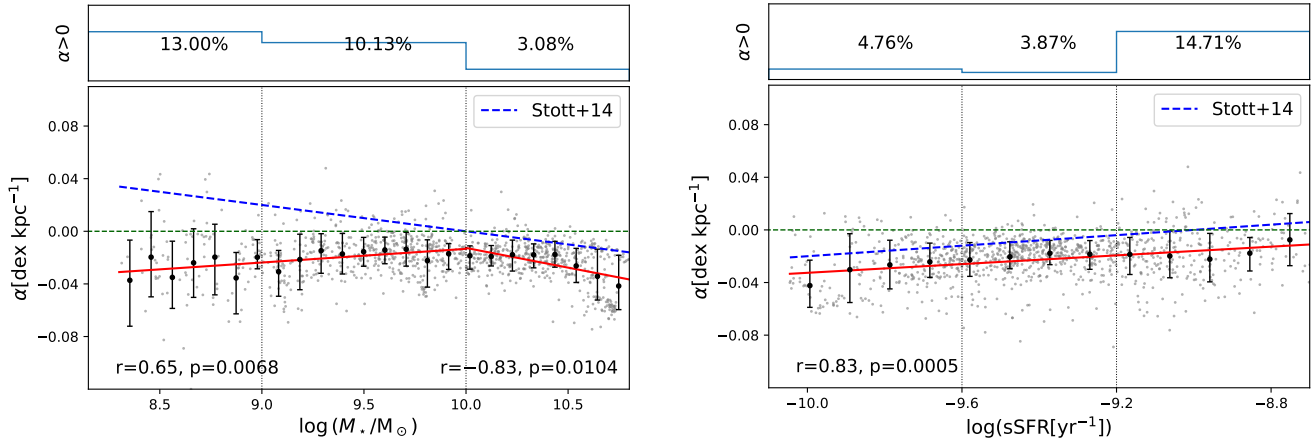 α>0
13.00% 10.13% 3.08%
Stott+14
α[dex kpc⁻¹]
0.08
0.04
0.00
−0.04
−0.08
r=0.65, p=0.0068 r=−0.83, p=0.0104
8.5 9.0 9.5 10.0 10.5
log(M⋆/M⊙)
α>0
4.76% 3.87% 14.71%
Stott+14
α[dex kpc⁻¹]
0.08
0.04
0.00
−0.04
−0.08
r=0.83, p=0.0005
−10.0 −9.6 −9.2 −8.8
log(sSFR[yr⁻¹])